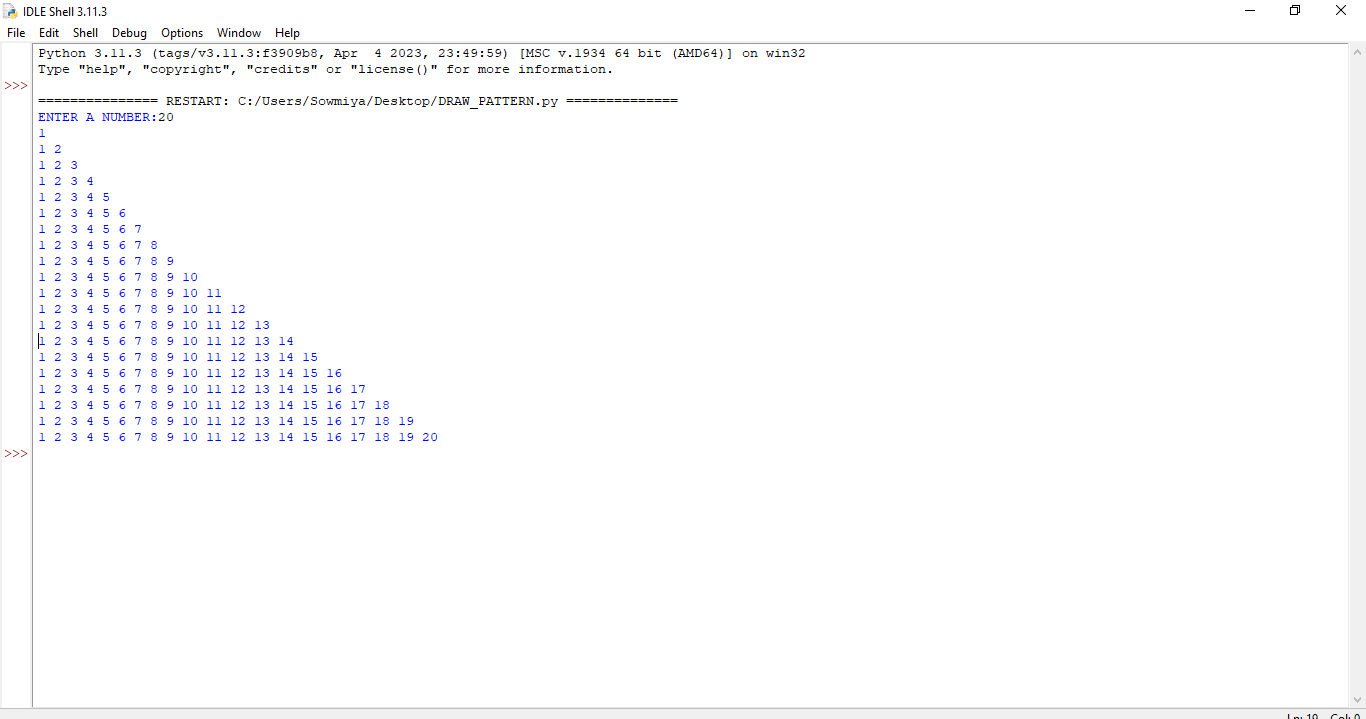 IDLE Shell 3.11.3
File Edit Shell Debug Options Window Help
Python 3.11.3 (tags/v3.11.3:f3909b8, Apr  4 2023, 23:49:59) [MSC v.1934 64 bit (AMD64)] on win32
Type "help", "copyright", "credits" or "license()" for more information.
>>>
=============== RESTART: C:/Users/Sowmiya/Desktop/DRAW_PATTERN.py ==============
ENTER A NUMBER:20
1
1 2
1 2 3
1 2 3 4
1 2 3 4 5
1 2 3 4 5 6
1 2 3 4 5 6 7
1 2 3 4 5 6 7 8
1 2 3 4 5 6 7 8 9
1 2 3 4 5 6 7 8 9 10
1 2 3 4 5 6 7 8 9 10 11
1 2 3 4 5 6 7 8 9 10 11 12
1 2 3 4 5 6 7 8 9 10 11 12 13
1 2 3 4 5 6 7 8 9 10 11 12 13 14
1 2 3 4 5 6 7 8 9 10 11 12 13 14 15
1 2 3 4 5 6 7 8 9 10 11 12 13 14 15 16
1 2 3 4 5 6 7 8 9 10 11 12 13 14 15 16 17
1 2 3 4 5 6 7 8 9 10 11 12 13 14 15 16 17 18
1 2 3 4 5 6 7 8 9 10 11 12 13 14 15 16 17 18 19
1 2 3 4 5 6 7 8 9 10 11 12 13 14 15 16 17 18 19 20
>>>
Ln: 19 Col: 0